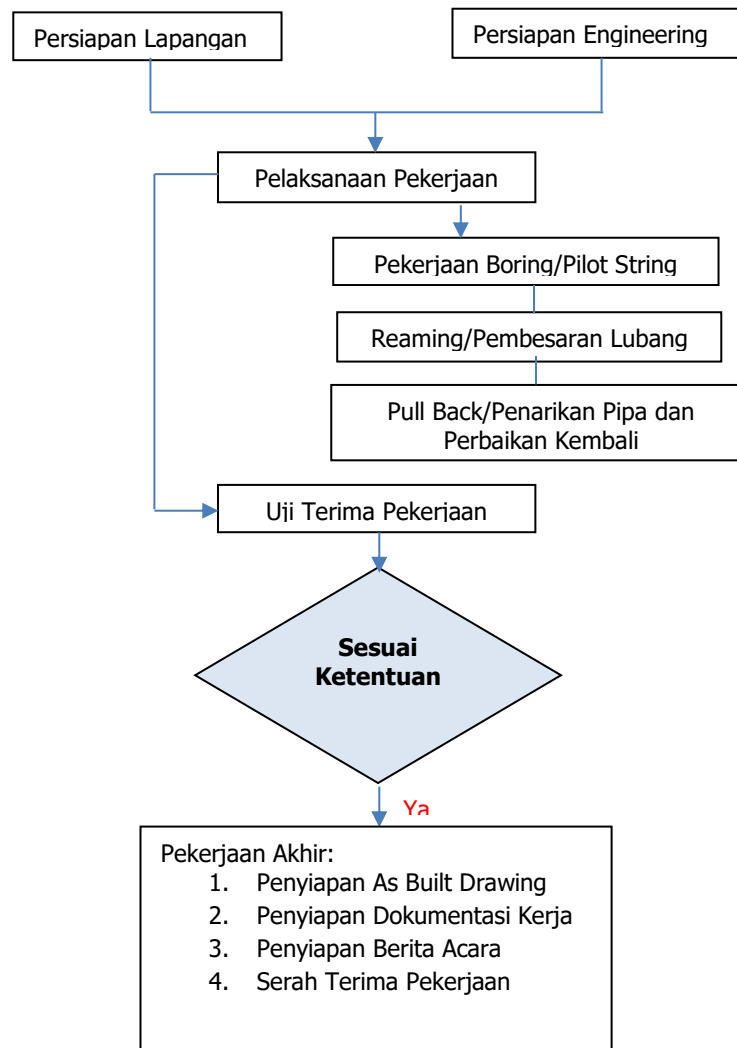 Persiapan Lapangan
Persiapan Engineering
Pelaksanaan Pekerjaan
Pekerjaan Boring/Pilot String
Reaming/Pembesaran Lubang
Pull Back/Penarikan Pipa dan
Perbaikan Kembali
Uji Terima Pekerjaan
Sesuai
Ketentuan
Ya
Pekerjaan Akhir:
1. Penyiapan As Built Drawing
2. Penyiapan Dokumentasi Kerja
3. Penyiapan Berita Acara
4. Serah Terima Pekerjaan